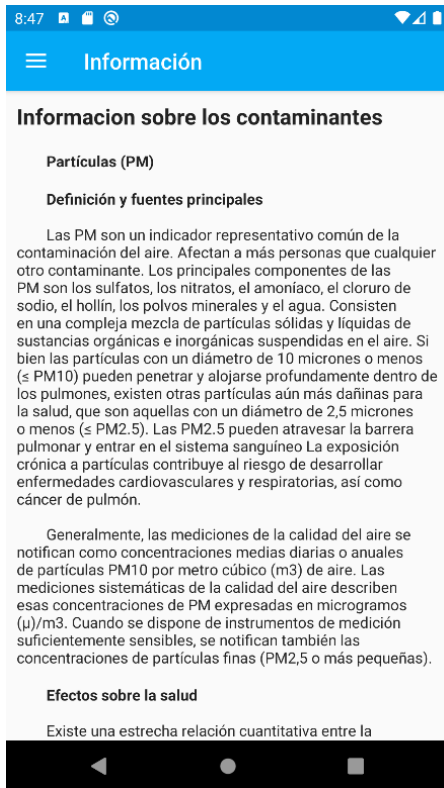 8:47
Información
Informacion sobre los contaminantes
Partículas (PM)
Definición y fuentes principales
Las PM son un indicador representativo común de la
contaminación del aire. Afectan a más personas que cualquier
otro contaminante. Los principales componentes de las
PM son los sulfatos, los nitratos, el amoníaco, el cloruro de
sodio, el hollín, los polvos minerales y el agua. Consisten
en una compleja mezcla de partículas sólidas y líquidas de
sustancias orgánicas e inorgánicas suspendidas en el aire. Si
bien las partículas con un diámetro de 10 micrones o menos
(≤ PM10) pueden penetrar y alojarse profundamente dentro de
los pulmones, existen otras partículas aún más dañinas para
la salud, que son aquellas con un diámetro de 2,5 micrones
o menos (≤ PM2.5). Las PM2.5 pueden atravesar la barrera
pulmonar y entrar en el sistema sanguíneo La exposición
crónica a partículas contribuye al riesgo de desarrollar
enfermedades cardiovasculares y respiratorias, así como
cáncer de pulmón.
Generalmente, las mediciones de la calidad del aire se
notifican como concentraciones medias diarias o anuales
de partículas PM10 por metro cúbico (m3) de aire. Las
mediciones sistemáticas de la calidad del aire describen
esas concentraciones de PM expresadas en microgramos
(μ)/m3. Cuando se dispone de instrumentos de medición
suficientemente sensibles, se notifican también las
concentraciones de partículas finas (PM2,5 o más pequeñas).
Efectos sobre la salud
Existe una estrecha relación cuantitativa entre la